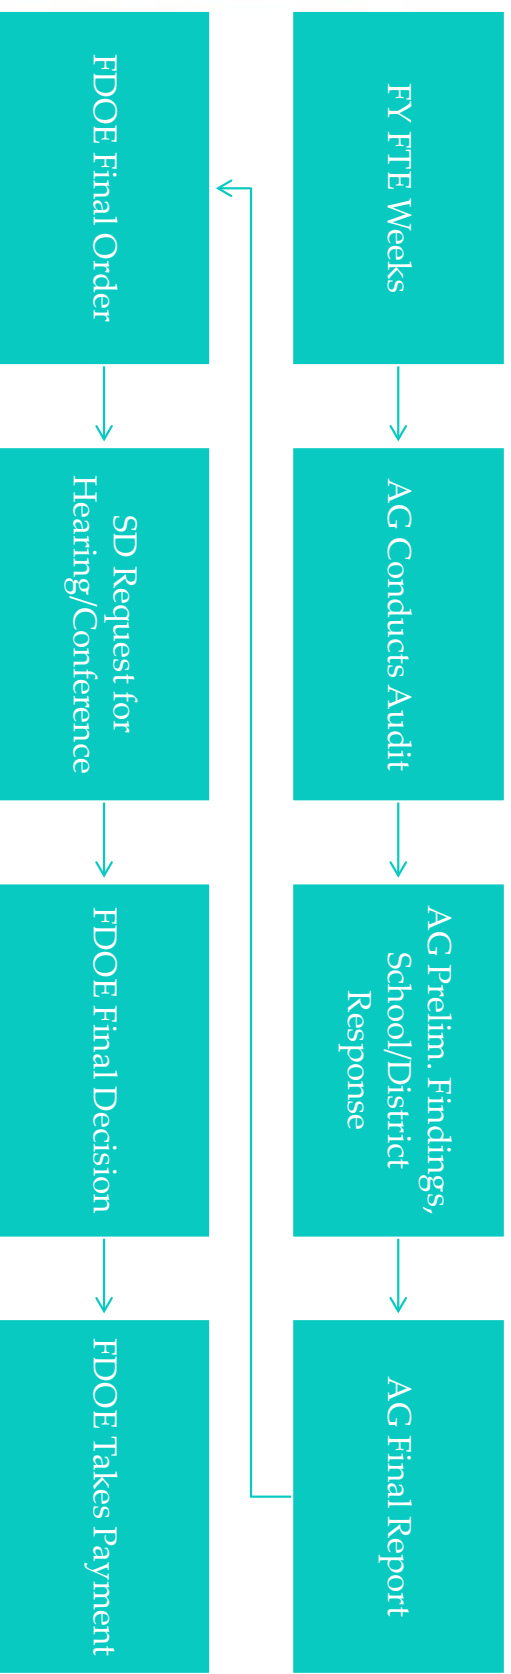 FY FTE Weeks
AG Conducts Audit
AG Prelim. Findings,
School/District
Response
AG Final Report
FDOE Final Order
SD Request for
Hearing/Conference
FDOE Final Decision
FDOE Takes Payment